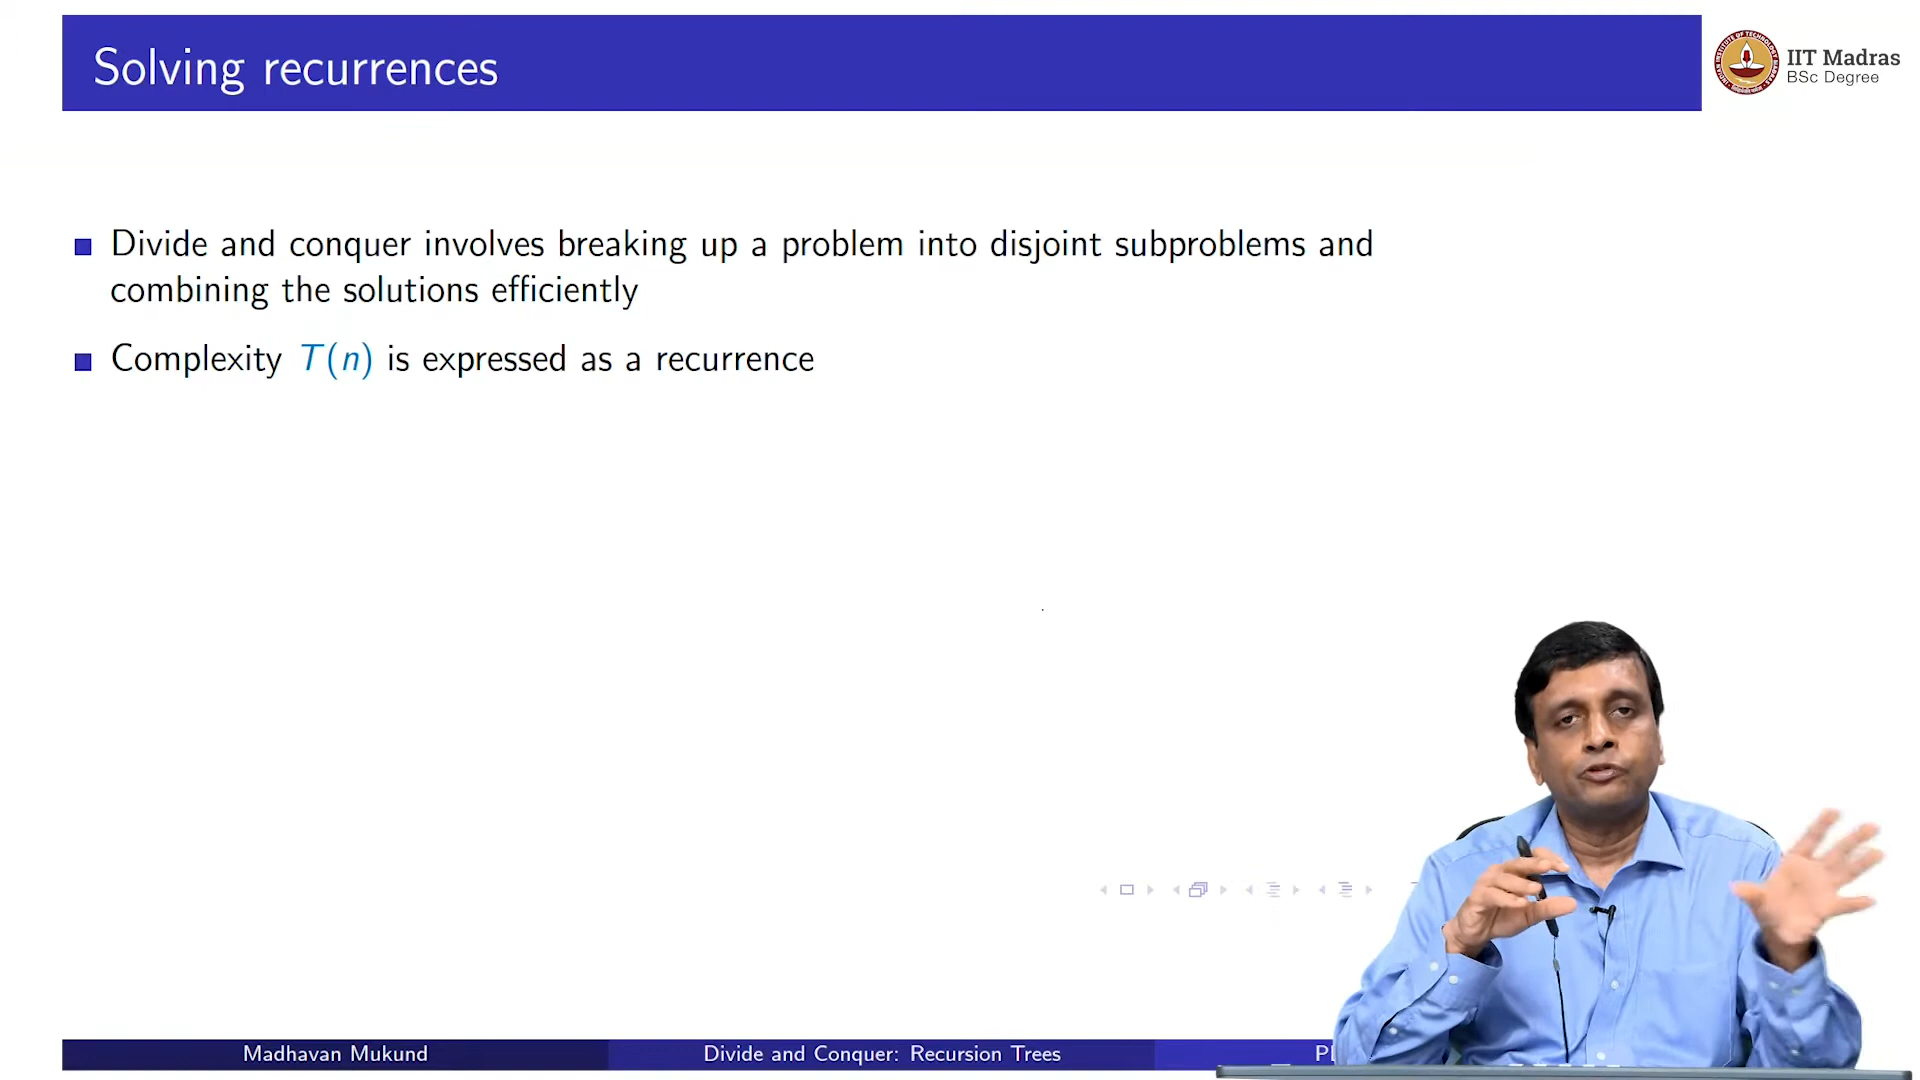 Solving recurrences
IIT Madras
BSc Degree
Divide and conquer involves breaking up a problem into disjoint subproblems and
combining the solutions efficiently
Complexity T(n) is expressed as a recurrence
Madhavan Mukund
Divide and Conquer: Recursion Trees